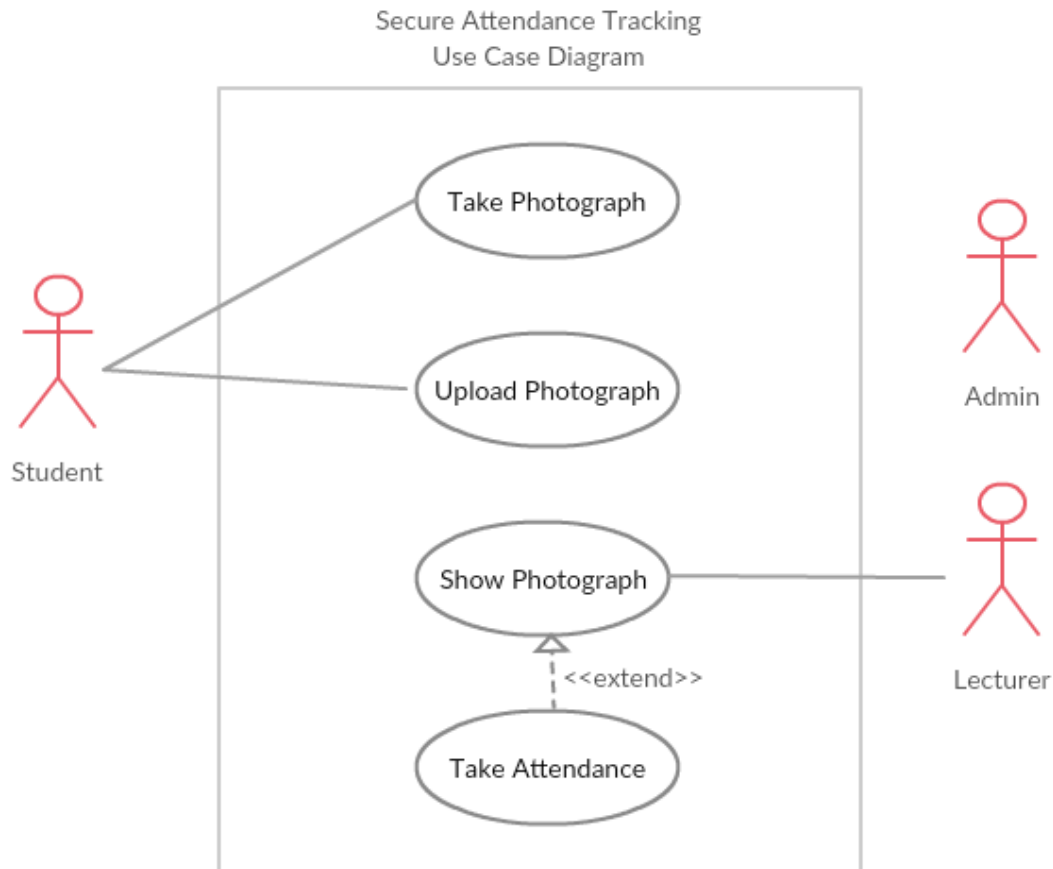 Secure Attendance Tracking
Use Case Diagram
Take Photograph
Admin
Upload Photograph
Student
Show Photograph
<<extend>>
Lecturer
Take Attendance